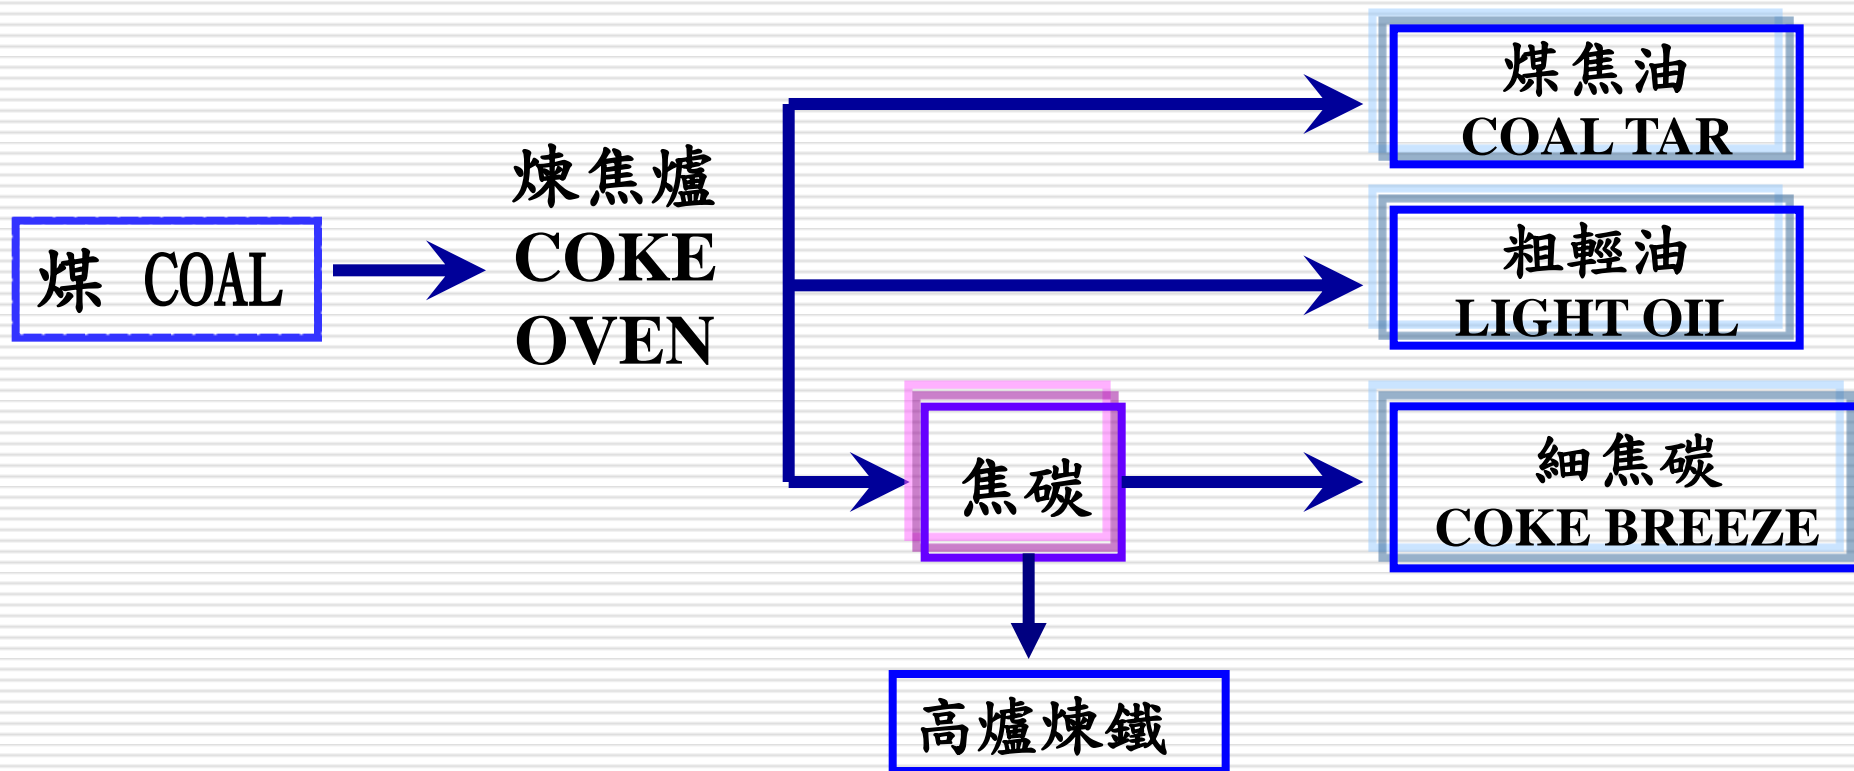 煤 COAL
煉焦爐
COKE
OVEN
煤焦油
COAL TAR
粗輕油
LIGHT OIL
焦碳
細焦碳
COKE BREEZE
高爐煉鐵